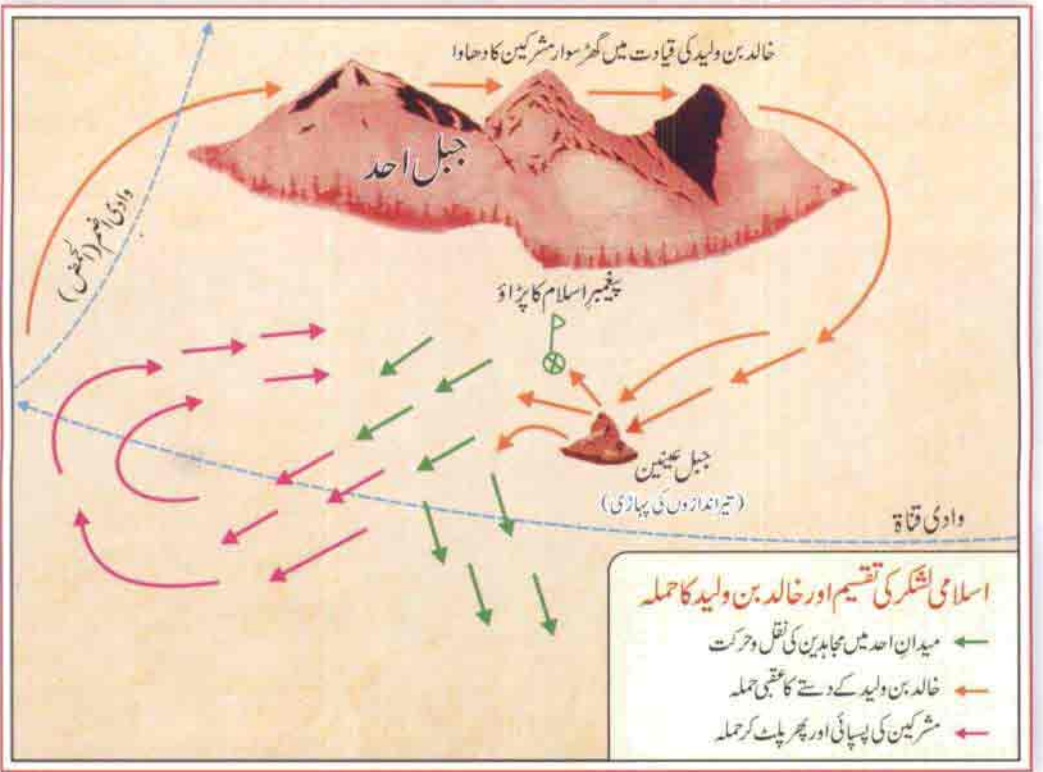 خالد بن ولید کی قیادت میں گھڑ سوار مشرکین کا دھاوا
جبل احد
وادی اضم (الحمض)
پیغمبرِ اسلام کا پڑاؤ
جبل عینین
(تیر اندازوں کی پہاڑی)
وادی قناة
اسلامی لشکر کی تقسیم اور خالد بن ولید کا حملہ
میدانِ احد میں مجاہدین کی نقل و حرکت
خالد بن ولید کے دستے کا عقبی حملہ
مشرکین کی پسپائی اور پھر پلٹ کر حملہ